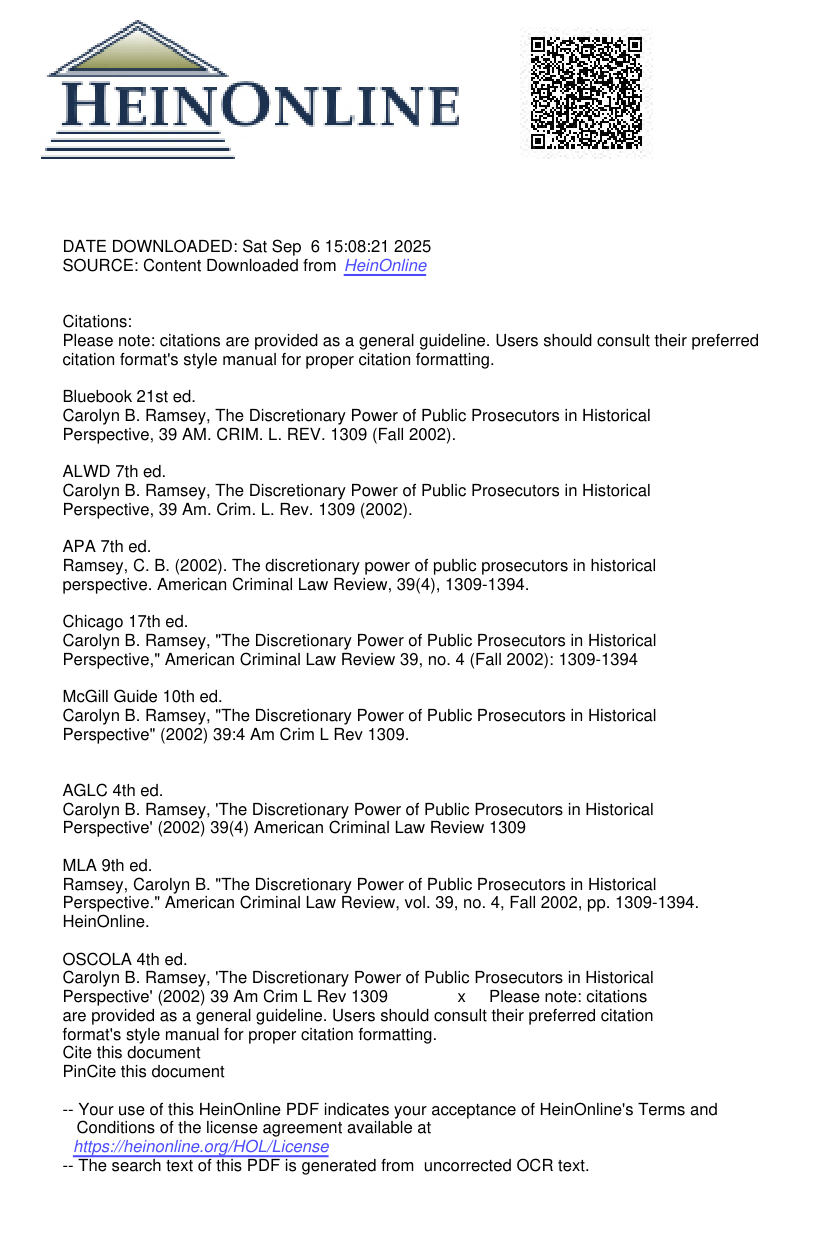 HEINONLINE
DATE DOWNLOADED: Sat Sep  6 15:08:21 2025
SOURCE: Content Downloaded from HeinOnline
Citations:
Please note: citations are provided as a general guideline. Users should consult their preferred
citation format's style manual for proper citation formatting.
Bluebook 21st ed.
Carolyn B. Ramsey, The Discretionary Power of Public Prosecutors in Historical
Perspective, 39 AM. CRIM. L. REV. 1309 (Fall 2002).
ALWD 7th ed.
Carolyn B. Ramsey, The Discretionary Power of Public Prosecutors in Historical
Perspective, 39 Am. Crim. L. Rev. 1309 (2002).
APA 7th ed.
Ramsey, C. B. (2002). The discretionary power of public prosecutors in historical
perspective. American Criminal Law Review, 39(4), 1309-1394.
Chicago 17th ed.
Carolyn B. Ramsey, "The Discretionary Power of Public Prosecutors in Historical
Perspective," American Criminal Law Review 39, no. 4 (Fall 2002): 1309-1394
McGill Guide 10th ed.
Carolyn B. Ramsey, "The Discretionary Power of Public Prosecutors in Historical
Perspective" (2002) 39:4 Am Crim L Rev 1309.
AGLC 4th ed.
Carolyn B. Ramsey, 'The Discretionary Power of Public Prosecutors in Historical
Perspective' (2002) 39(4) American Criminal Law Review 1309
MLA 9th ed.
Ramsey, Carolyn B. "The Discretionary Power of Public Prosecutors in Historical
Perspective." American Criminal Law Review, vol. 39, no. 4, Fall 2002, pp. 1309-1394.
HeinOnline.
OSCOLA 4th ed.
Carolyn B. Ramsey, 'The Discretionary Power of Public Prosecutors in Historical
Perspective' (2002) 39 Am Crim L Rev 1309 x Please note: citations
are provided as a general guideline. Users should consult their preferred citation
format's style manual for proper citation formatting.
Cite this document
PinCite this document
-- Your use of this HeinOnline PDF indicates your acceptance of HeinOnline's Terms and
Conditions of the license agreement available at
https://heinonline.org/HOL/License
-- The search text of this PDF is generated from uncorrected OCR text.